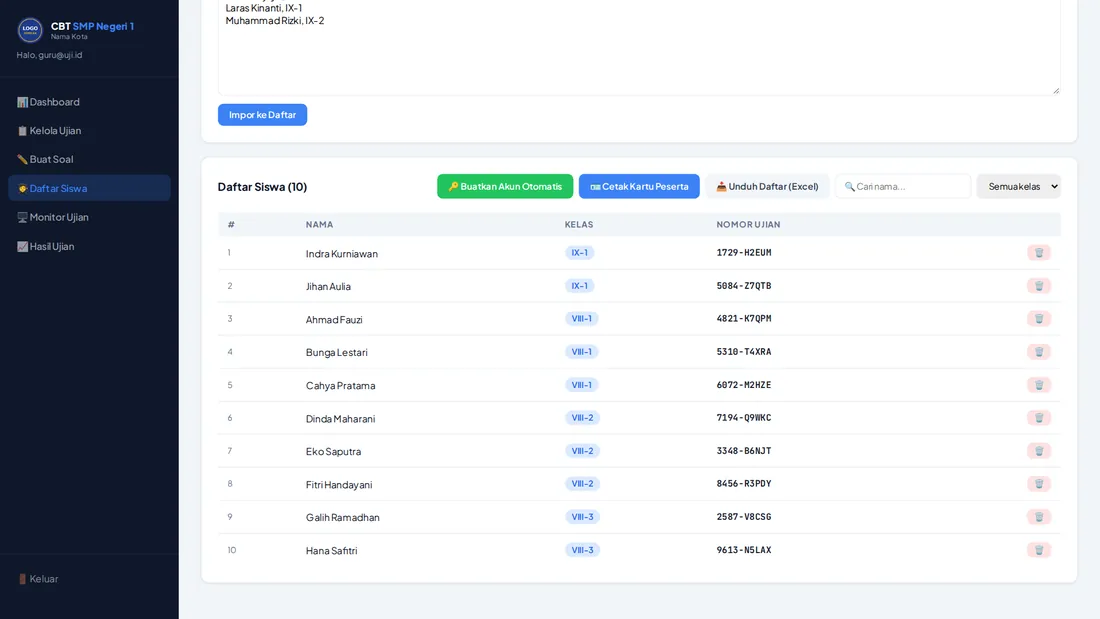 LOGO
CBT SMP Negeri 1
Nama Kota
Halo, guru@uji.id
Dashboard
Kelola Ujian
Buat Soal
Daftar Siswa
Monitor Ujian
Hasil Ujian
Keluar
Laras Kinanti, IX-1
Muhammad Rizki, IX-2
Impor ke Daftar
Daftar Siswa (10)
Buatkan Akun Otomatis
Cetak Kartu Peserta
Unduh Daftar (Excel)
Cari nama...
Semua kelas
# NAMA KELAS NOMOR UJIAN
1 Indra Kurniawan IX-1 1729-H2EUM
2 Jihan Aulia IX-1 5084-Z7QTB
3 Ahmad Fauzi VIII-1 4821-K7QPM
4 Bunga Lestari VIII-1 5310-T4XRA
5 Cahya Pratama VIII-1 6072-M2HZE
6 Dinda Maharani VIII-2 7194-Q9WKC
7 Eko Saputra VIII-2 3348-B6NJT
8 Fitri Handayani VIII-2 8456-R3PDY
9 Galih Ramadhan VIII-3 2587-V8CSG
10 Hana Safitri VIII-3 9613-N5LAX